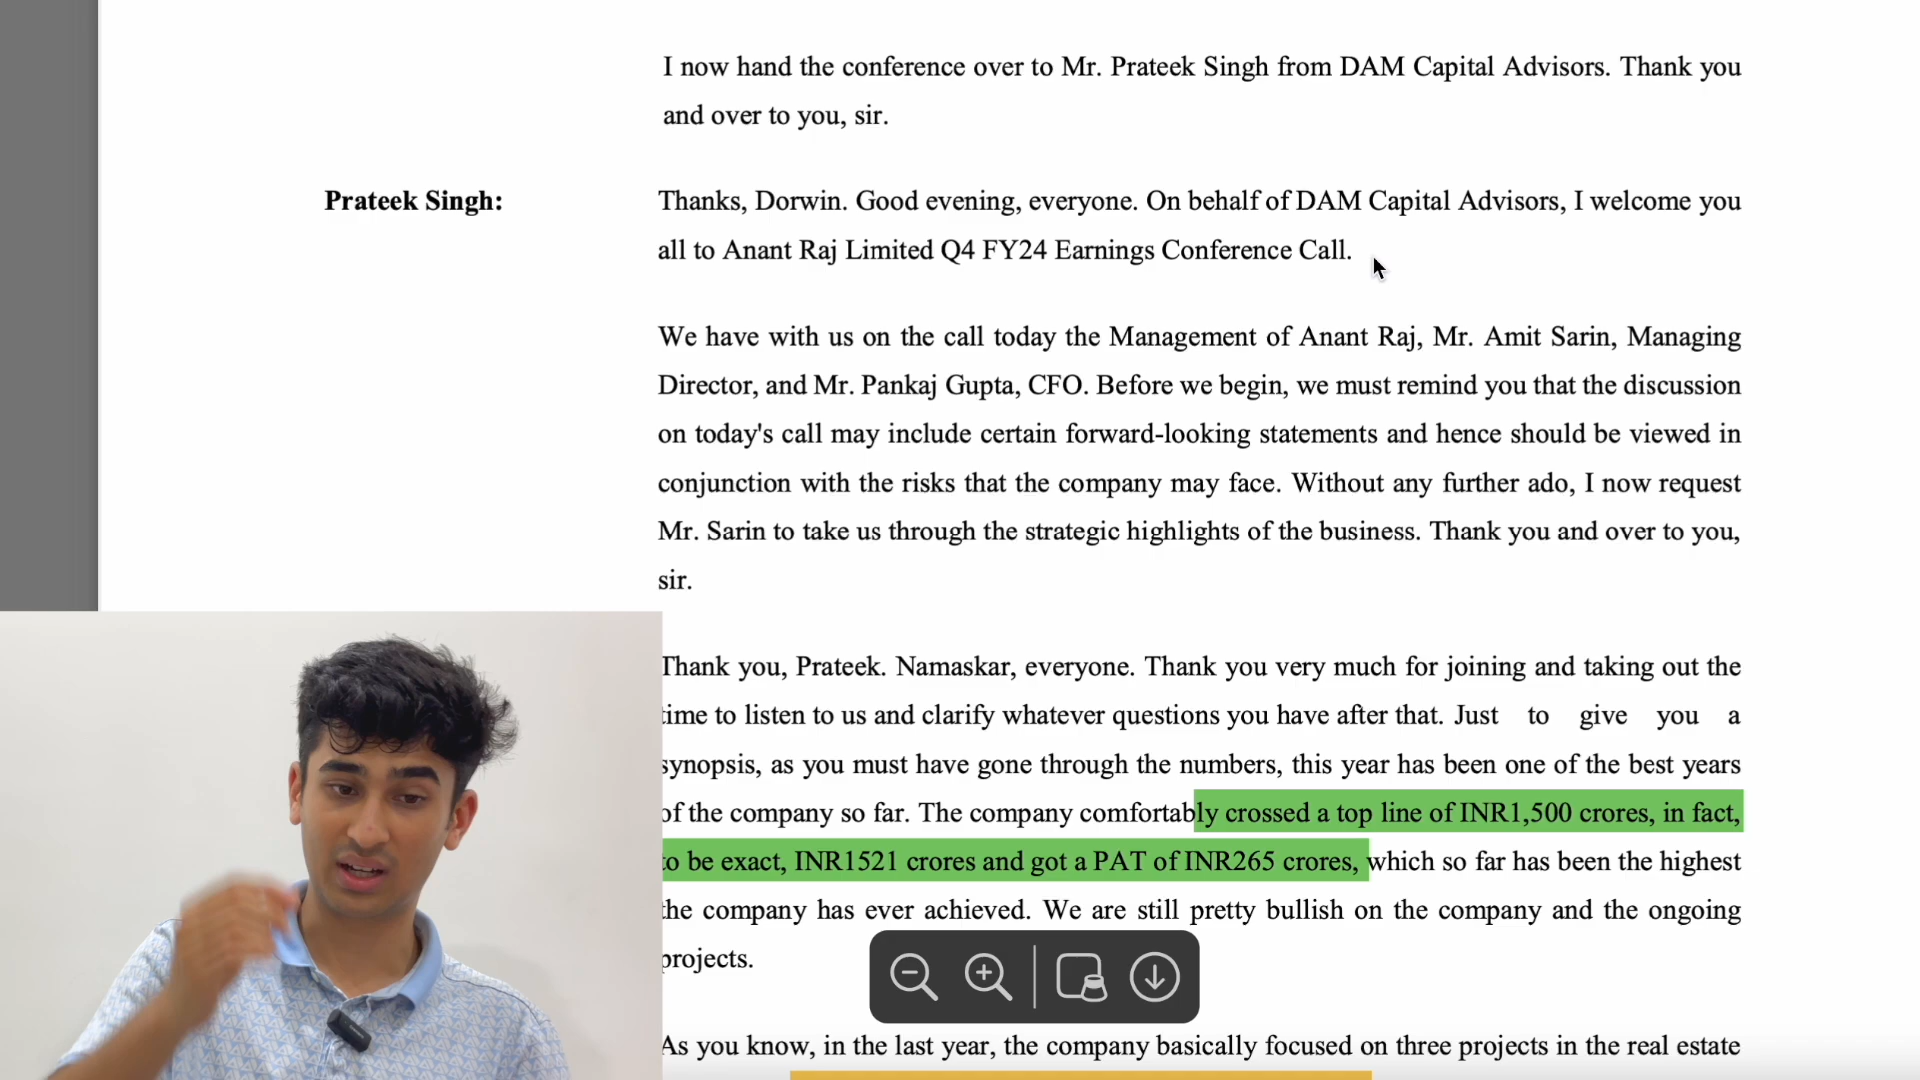 I now hand the conference over to Mr. Prateek Singh from DAM Capital Advisors. Thank you
and over to you, sir.
Prateek Singh:
Thanks, Dorwin. Good evening, everyone. On behalf of DAM Capital Advisors, I welcome you
all to Anant Raj Limited Q4 FY24 Earnings Conference Call.
We have with us on the call today the Management of Anant Raj, Mr. Amit Sarin, Managing
Director, and Mr. Pankaj Gupta, CFO. Before we begin, we must remind you that the discussion
on today's call may include certain forward-looking statements and hence should be viewed in
conjunction with the risks that the company may face. Without any further ado, I now request
Mr. Sarin to take us through the strategic highlights of the business. Thank you and over to you,
sir.
Thank you, Prateek. Namaskar, everyone. Thank you very much for joining and taking out the
time to listen to us and clarify whatever questions you have after that. Just to give you a
synopsis, as you must have gone through the numbers, this year has been one of the best years
of the company so far. The company comfortably crossed a top line of INR1,500 crores, in fact,
to be exact, INR1521 crores and got a PAT of INR265 crores, which so far has been the highest
the company has ever achieved. We are still pretty bullish on the company and the ongoing
projects.
As you know, in the last year, the company basically focused on three projects in the real estate